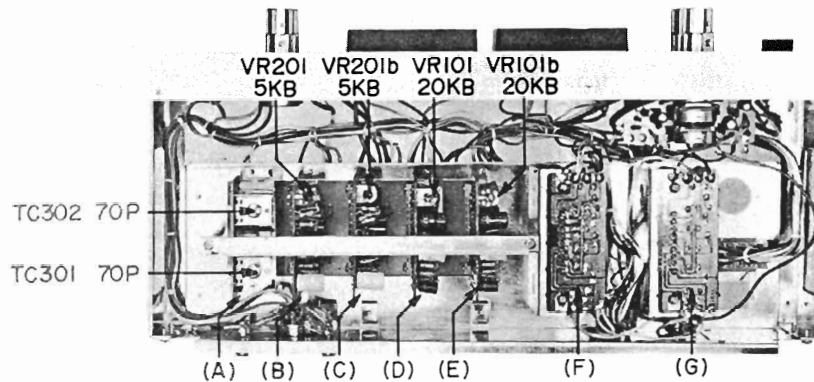 VR201 VR201b VR101 VR101b
5KB 5KB 20KB 20KB
TC302 70P
TC301 70P
(A) (B) (C) (D) (E) (F) (G)